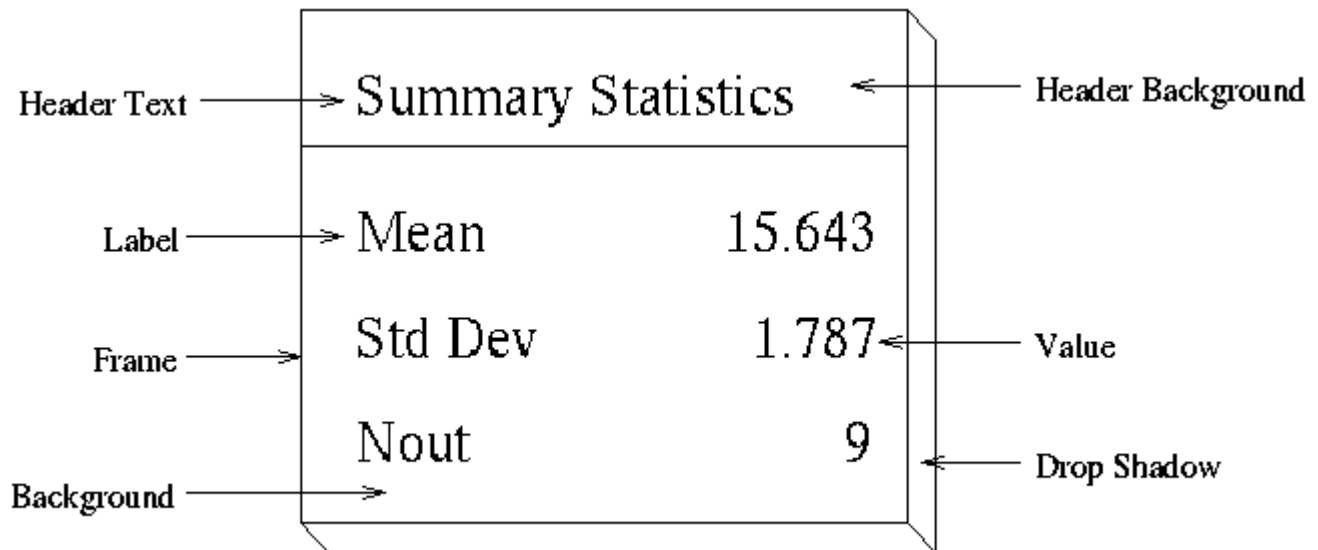 Header Text
Summary Statistics
Header Background
Label
Mean 15.643
Std Dev 1.787
Frame
Value
Nout 9
Drop Shadow
Background